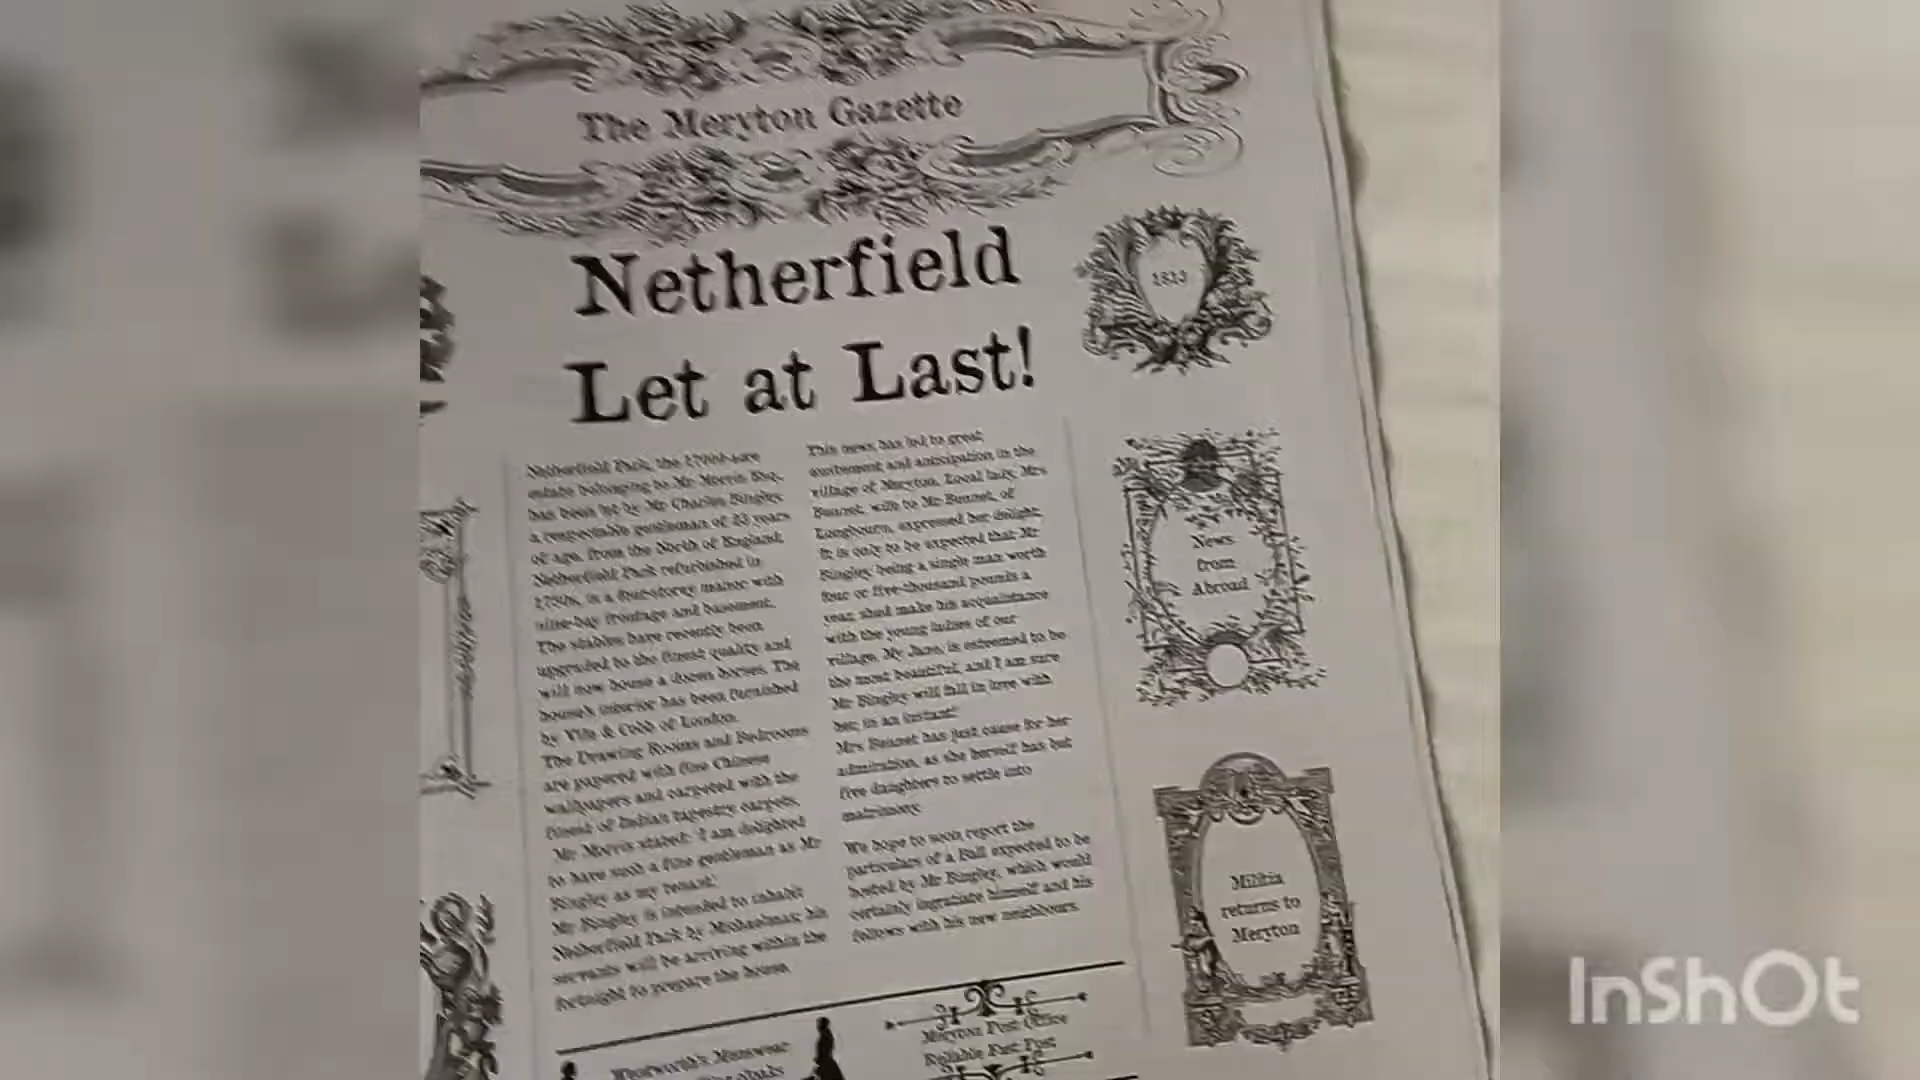 The Meryton Gazette
Netherfield
Let at Last!
1813
Netherfield Park, the 1700ft-acre
estate belonging to Mr Morris Esq.,
has been let by Mr Charles Bingley,
a respectable gentleman of 23 years
of age, from the North of England.
Netherfield Park refurbished in
is a four-storey manor with
nine-bay frontage and basement.
The stables have recently been
upgraded to the finest quality and
will now house a dozen horses. The
house's interior has been furnished
by & Cobb of London.
The Drawing Rooms and Bedrooms
are papered with fine Chinese
wallpapers and carpeted with the
finest of Indian tapestry carpets.
Mr Morris stated: 'I am delighted
to have such a fine gentleman as Mr
Bingley as my tenant.'
Mr Bingley is intended to inhabit
Netherfield Park by Michaelmas; his
servants will be arriving within the
fortnight to prepare the house.
This news has led to great
excitement and anticipation in the
village of Meryton. Local lady, Mrs
Bennet, wife to Mr Bennet, of
Longbourn, expressed her delight.
'It is only to be expected that Mr
Bingley being a single man worth
four or five-thousand pounds a
year, shall make his acquaintance
with the young ladies of our
village. My Jane, is esteemed to be
the most beautiful, and I am sure
Mr Bingley will fall in love with
her, in an instant!'
Mrs Bennet has just cause for her
admiration, as she herself has but
five daughters to settle into
matrimony.
We hope to soon report the
particulars of a Ball expected to be
hosted by Mr Bingley, which would
certainly ingratiate himself and his
fellows with his new neighbours.
News
from
Abroad
Militia
returns to
Meryton
Menswear
Meryton Post Office
Reliable Fast Post
InShOt